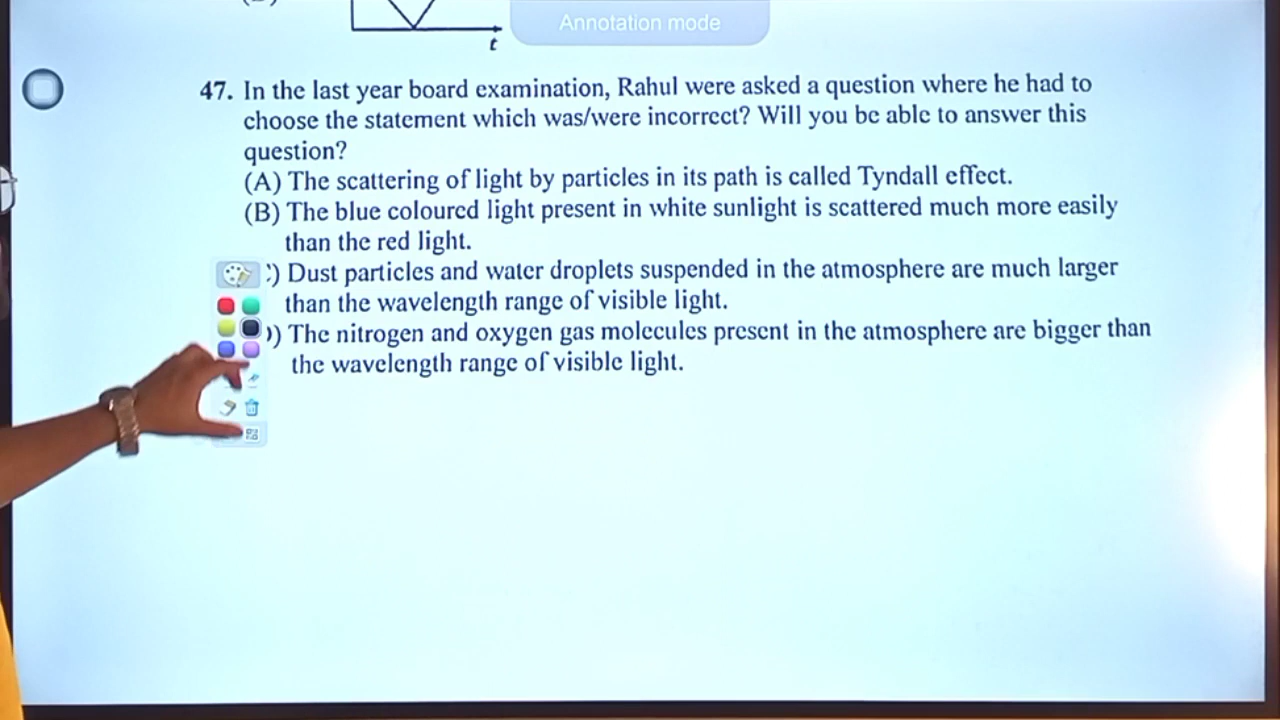 t
Annotation mode
47. In the last year board examination, Rahul were asked a question where he had to
choose the statement which was/were incorrect? Will you be able to answer this
question?
(A) The scattering of light by particles in its path is called Tyndall effect.
(B) The blue coloured light present in white sunlight is scattered much more easily
than the red light.
) Dust particles and water droplets suspended in the atmosphere are much larger
than the wavelength range of visible light.
) The nitrogen and oxygen gas molecules present in the atmosphere are bigger than
the wavelength range of visible light.